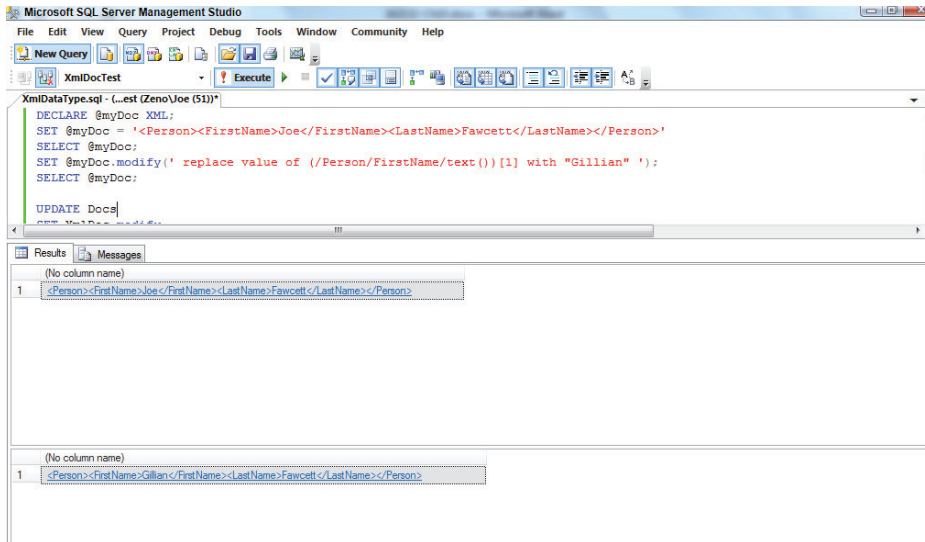 Microsoft SQL Server Management Studio
File Edit View Query Project Debug Tools Window Community Help
New Query
XmlDocTest Execute
XmlDataType.sql - (...est (Zeno\Joe (51))*
DECLARE @myDoc XML;
SET @myDoc = '<Person><FirstName>Joe</FirstName><LastName>Fawcett</LastName></Person>'
SELECT @myDoc;
SET @myDoc.modify(' replace value of (/Person/FirstName/text())[1] with "Gillian" ');
SELECT @myDoc;
UPDATE Docs
SET XmlDoc.modify
Results Messages
(No column name)
1 <Person><FirstName>Joe</FirstName><LastName>Fawcett</LastName></Person>
(No column name)
1 <Person><FirstName>Gillian</FirstName><LastName>Fawcett</LastName></Person>